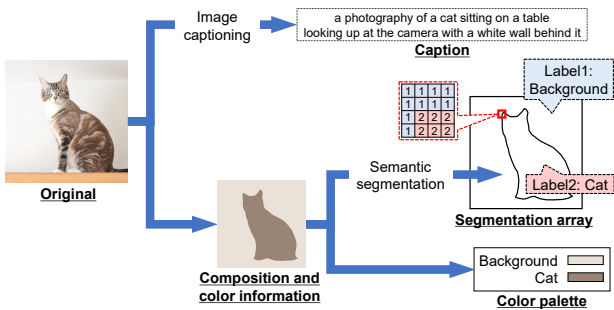 Image
captioning
a photography of a cat sitting on a table
looking up at the camera with a white wall behind it
Caption
Original
1 1 1 1
1 1 1 1
1 2 2 2
1 2 2 2
Label1:
Background
Semantic
segmentation
Label2: Cat
Segmentation array
Composition and
color information
Background
Cat
Color palette